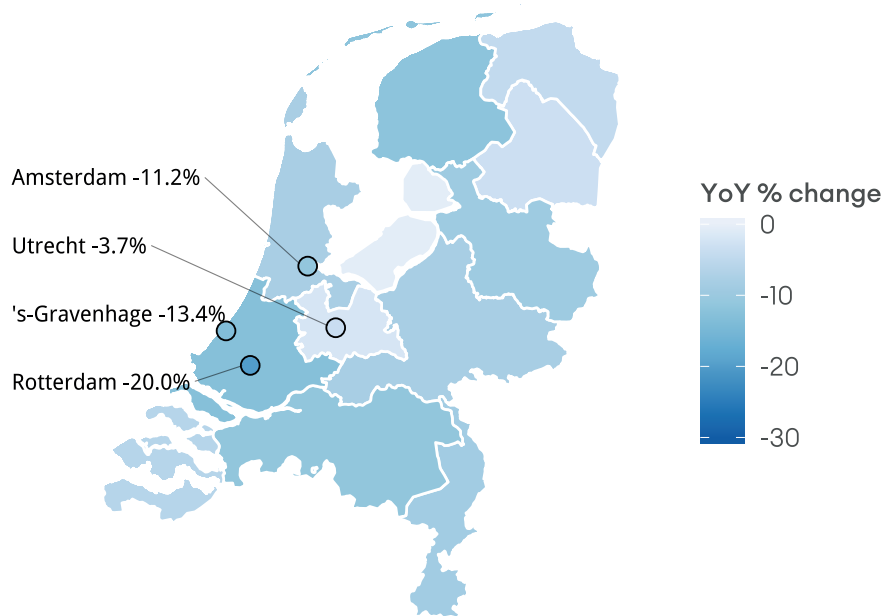 Amsterdam -11.2%
Utrecht -3.7%
's-Gravenhage -13.4%
Rotterdam -20.0%
YoY % change
0
-10
-20
-30